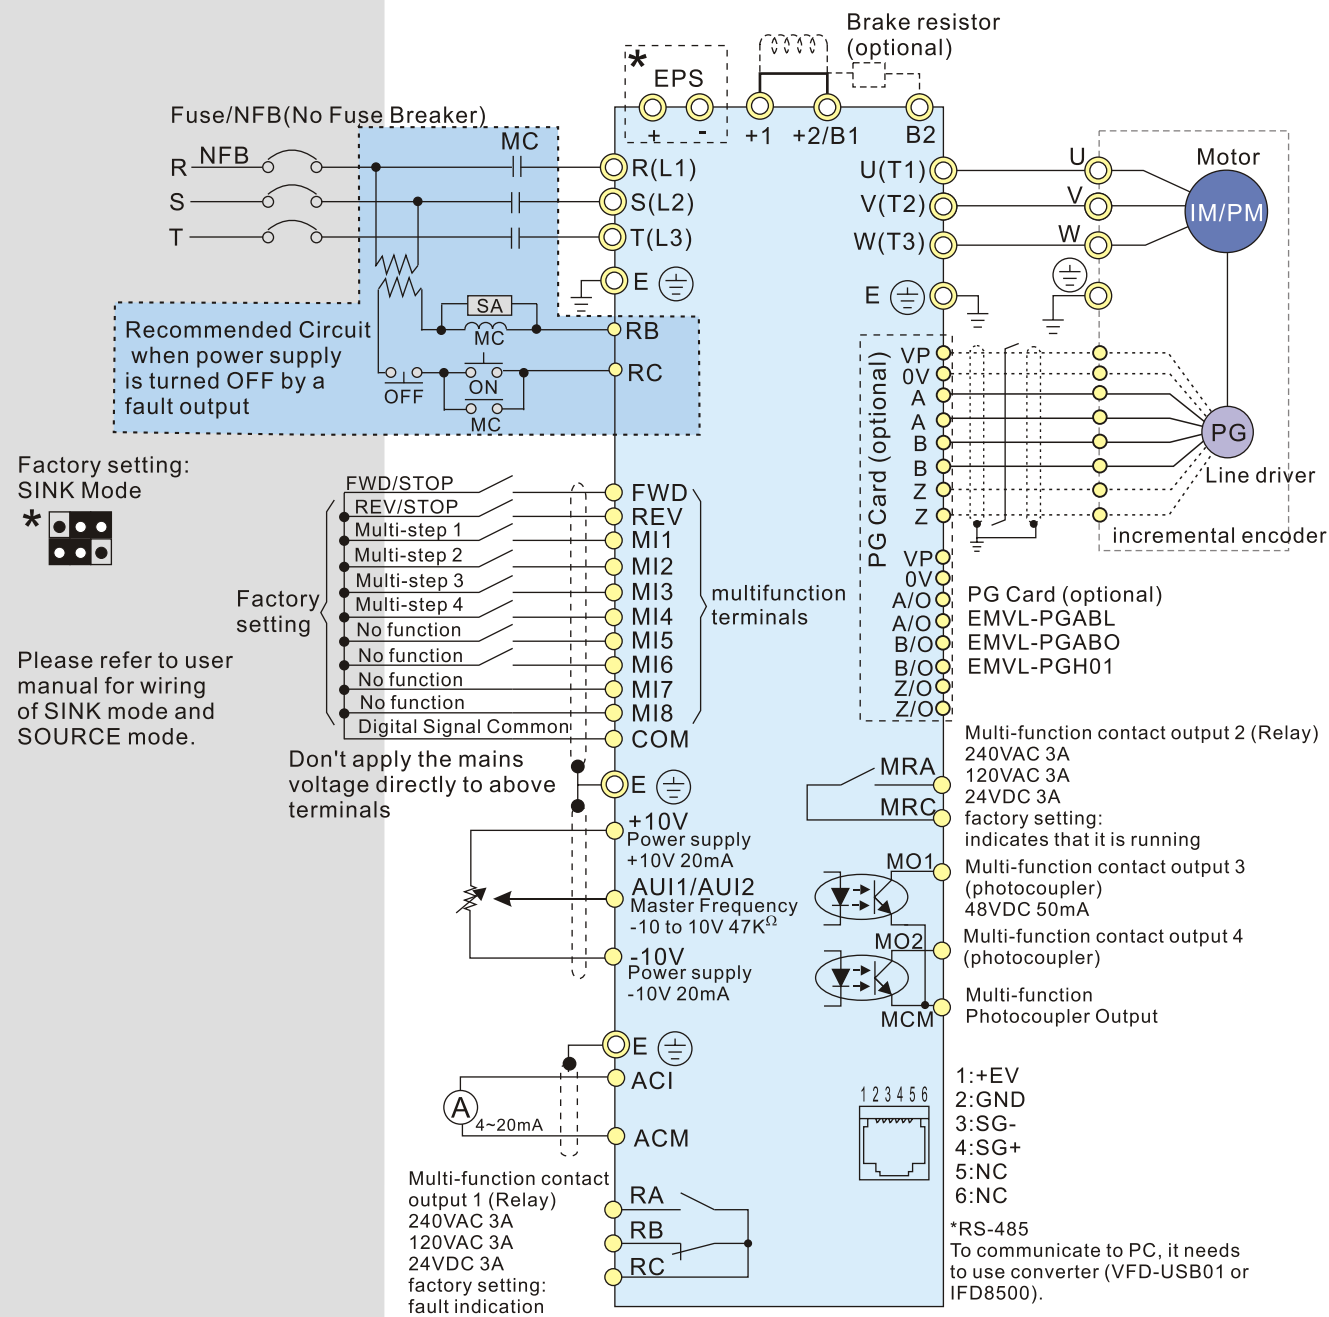 Brake resistor
(optional)
*
EPS
+
-
+1
+2/B1
B2
Fuse/NFB(No Fuse Breaker)
R
NFB
MC
R(L1)
S
S(L2)
T
T(L3)
E
U(T1)
U
V(T2)
V
W(T3)
W
E
Motor
IM/PM
Recommended Circuit
when power supply
is turned OFF by a
fault output
SA
MC
RB
OFF
ON
MC
RC
Factory setting:
SINK Mode
*
Please refer to user
manual for wiring
of SINK mode and
SOURCE mode.
Factory
setting
FWD/STOP
REV/STOP
Multi-step 1
Multi-step 2
Multi-step 3
Multi-step 4
No function
No function
No function
No function
Digital Signal Common
FWD
REV
MI1
MI2
MI3
MI4
MI5
MI6
MI7
MI8
COM
multifunction
terminals
Don't apply the mains
voltage directly to above
terminals
E
+10V
Power supply
+10V 20mA
AUI1/AUI2
Master Frequency
-10 to 10V 47KΩ
-10V
Power supply
-10V 20mA
E
ACI
A
4~20mA
ACM
Multi-function contact
output 1 (Relay)
240VAC 3A
120VAC 3A
24VDC 3A
factory setting:
fault indication
RA
RB
RC
PG Card (optional)
VP
0V
A
A
B
B
Z
Z
VP
0V
A/O
A/O
B/O
B/O
Z/O
Z/O
PG
Line driver
incremental encoder
PG Card (optional)
EMVL-PGABL
EMVL-PGABO
EMVL-PGH01
MRA
MRC
Multi-function contact output 2 (Relay)
240VAC 3A
120VAC 3A
24VDC 3A
factory setting:
indicates that it is running
MO1
Multi-function contact output 3
(photocoupler)
48VDC 50mA
MO2
Multi-function contact output 4
(photocoupler)
MCM
Multi-function
Photocoupler Output
1 2 3 4 5 6
1:+EV
2:GND
3:SG-
4:SG+
5:NC
6:NC
*RS-485
To communicate to PC, it needs
to use converter (VFD-USB01 or
IFD8500).